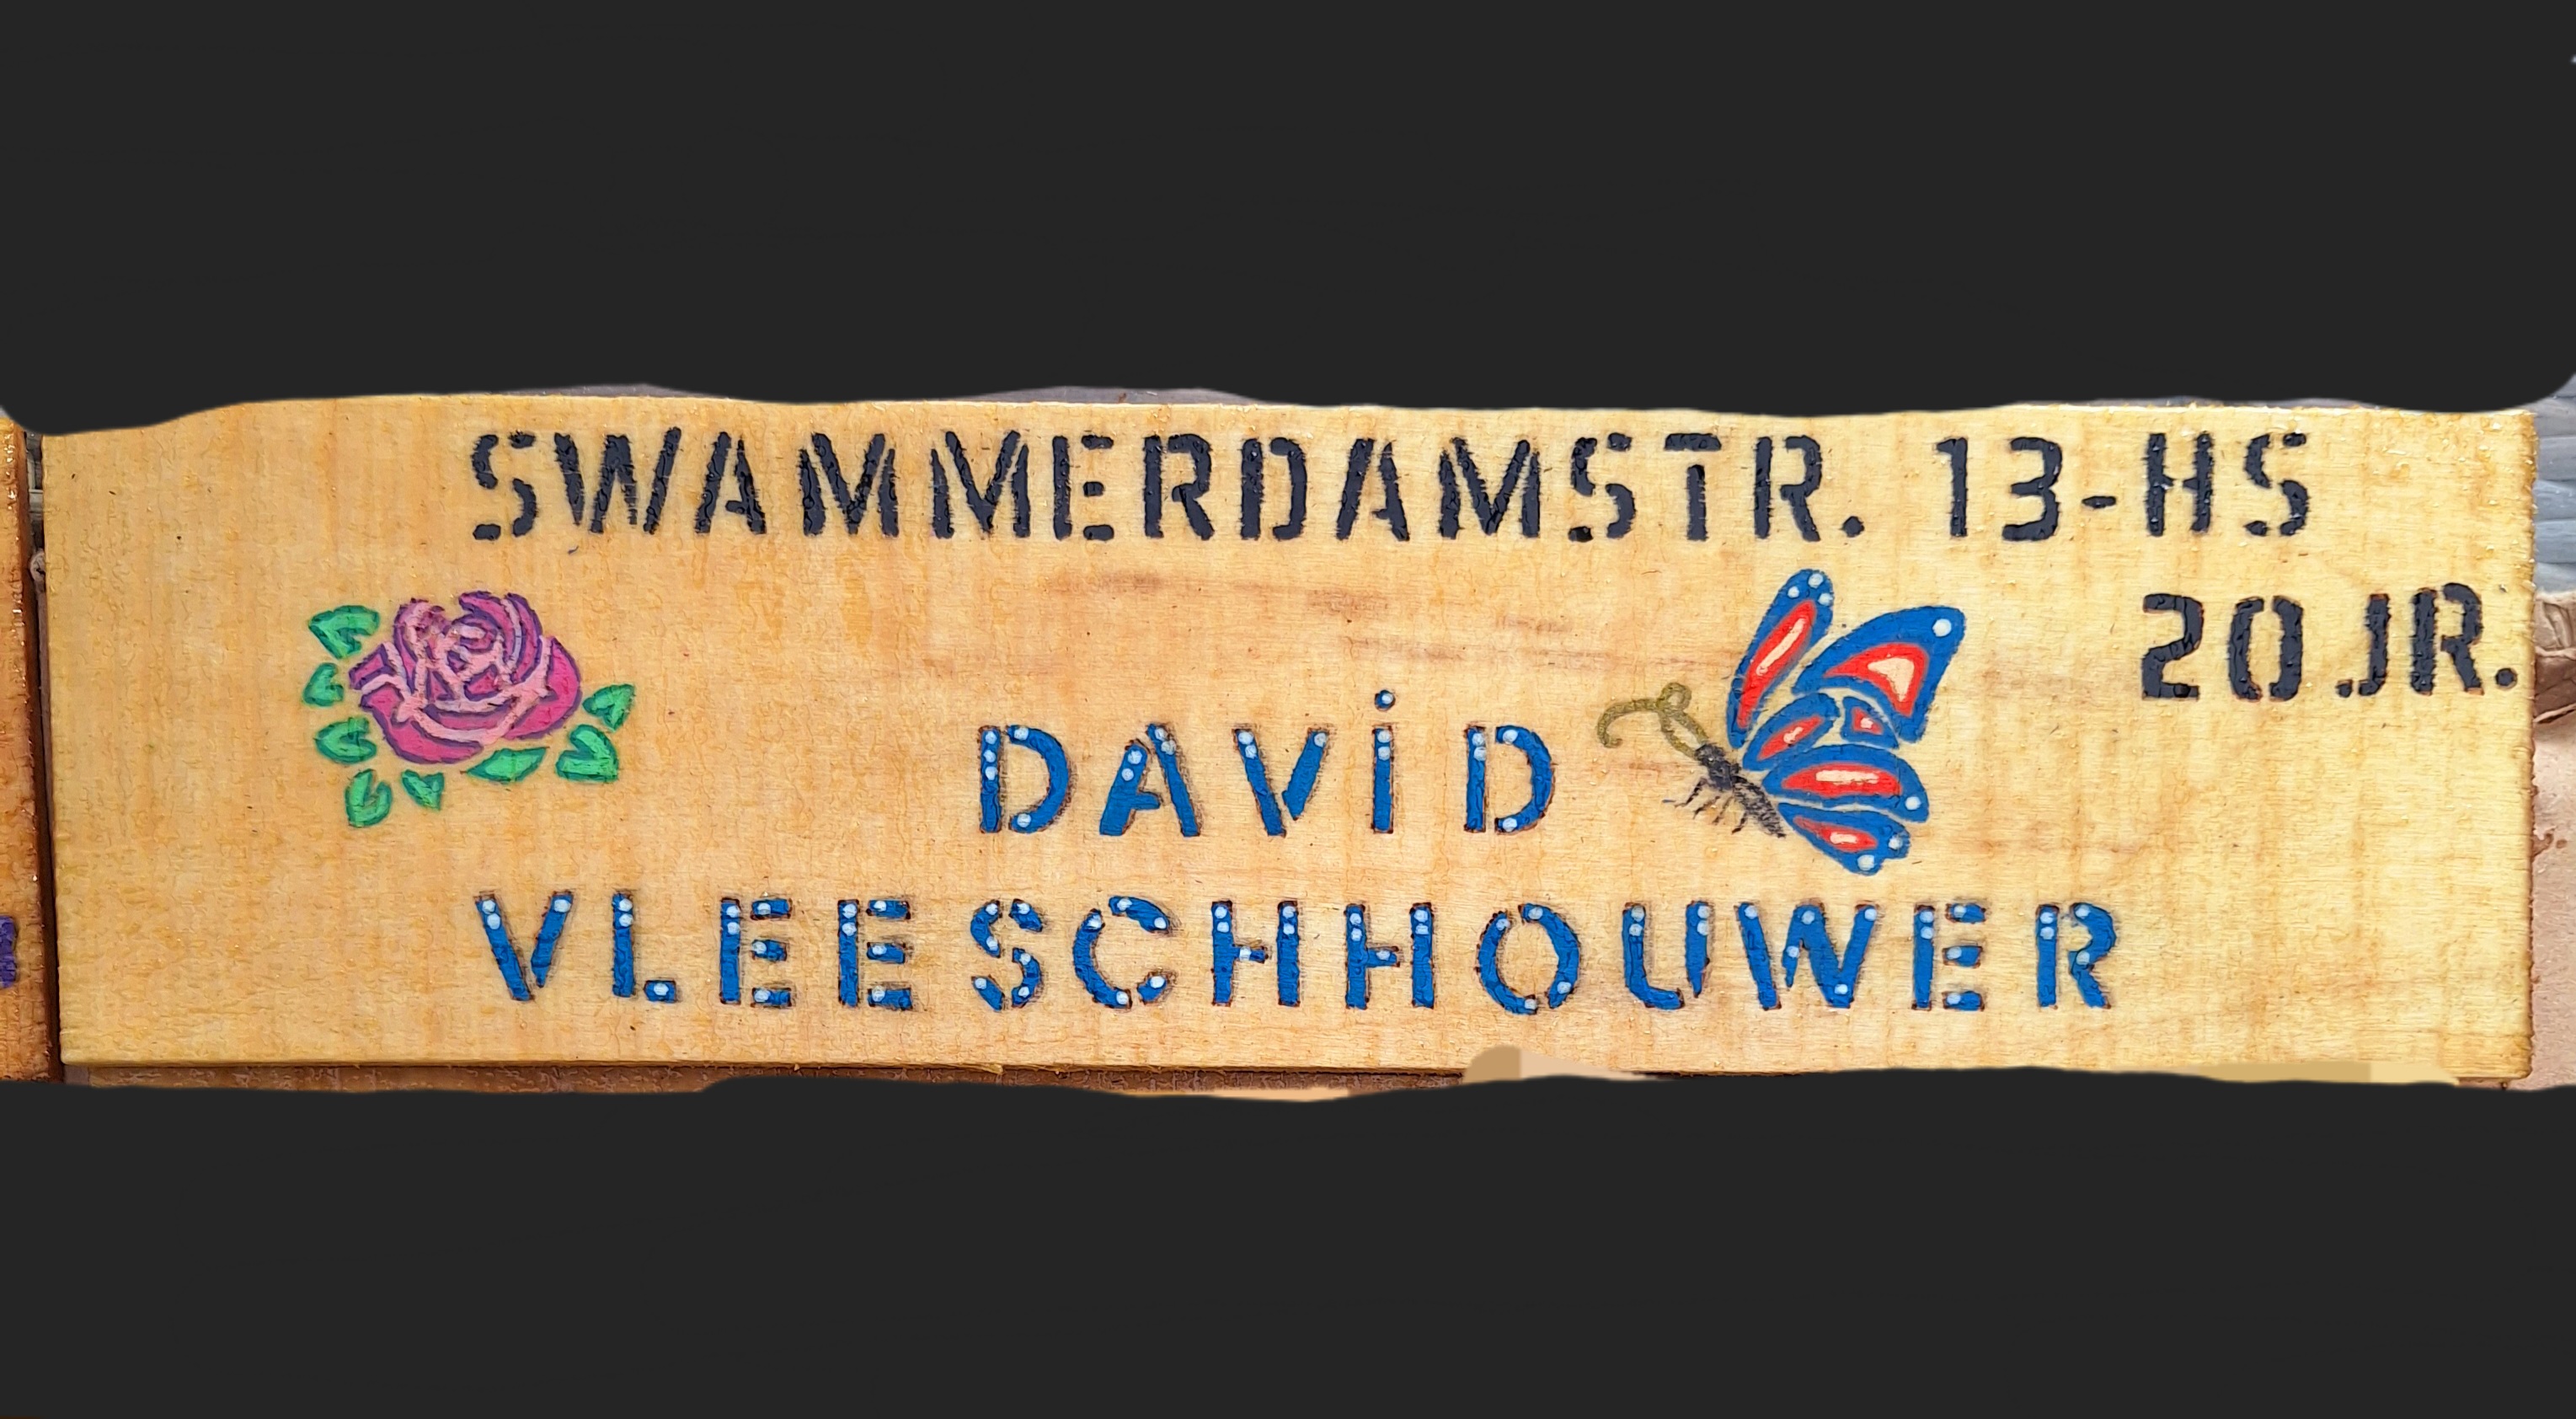 SWAMMERDAMSTR. 13-HS
20 JR.
DAViD
VLEESCHHOUWER